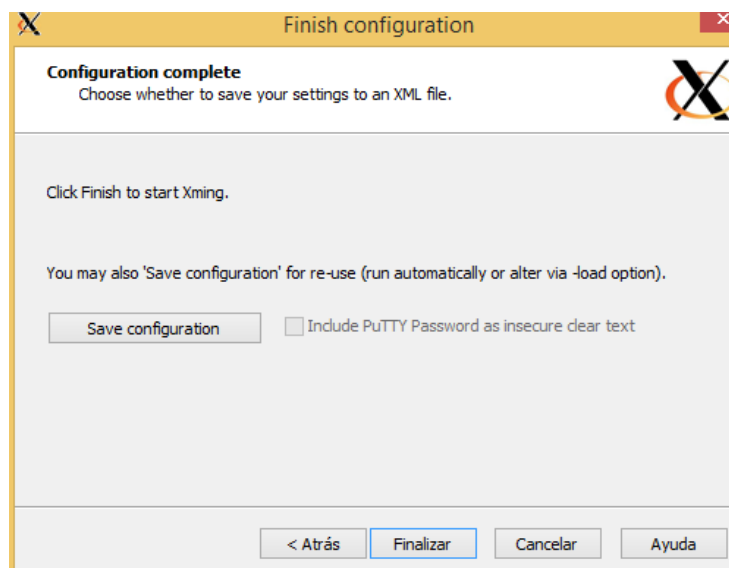 Finish configuration
Configuration complete
Choose whether to save your settings to an XML file.
Click Finish to start Xming.
You may also 'Save configuration' for re-use (run automatically or alter via -load option).
Save configuration
Include PuTTY Password as insecure clear text
< Atrás
Finalizar
Cancelar
Ayuda